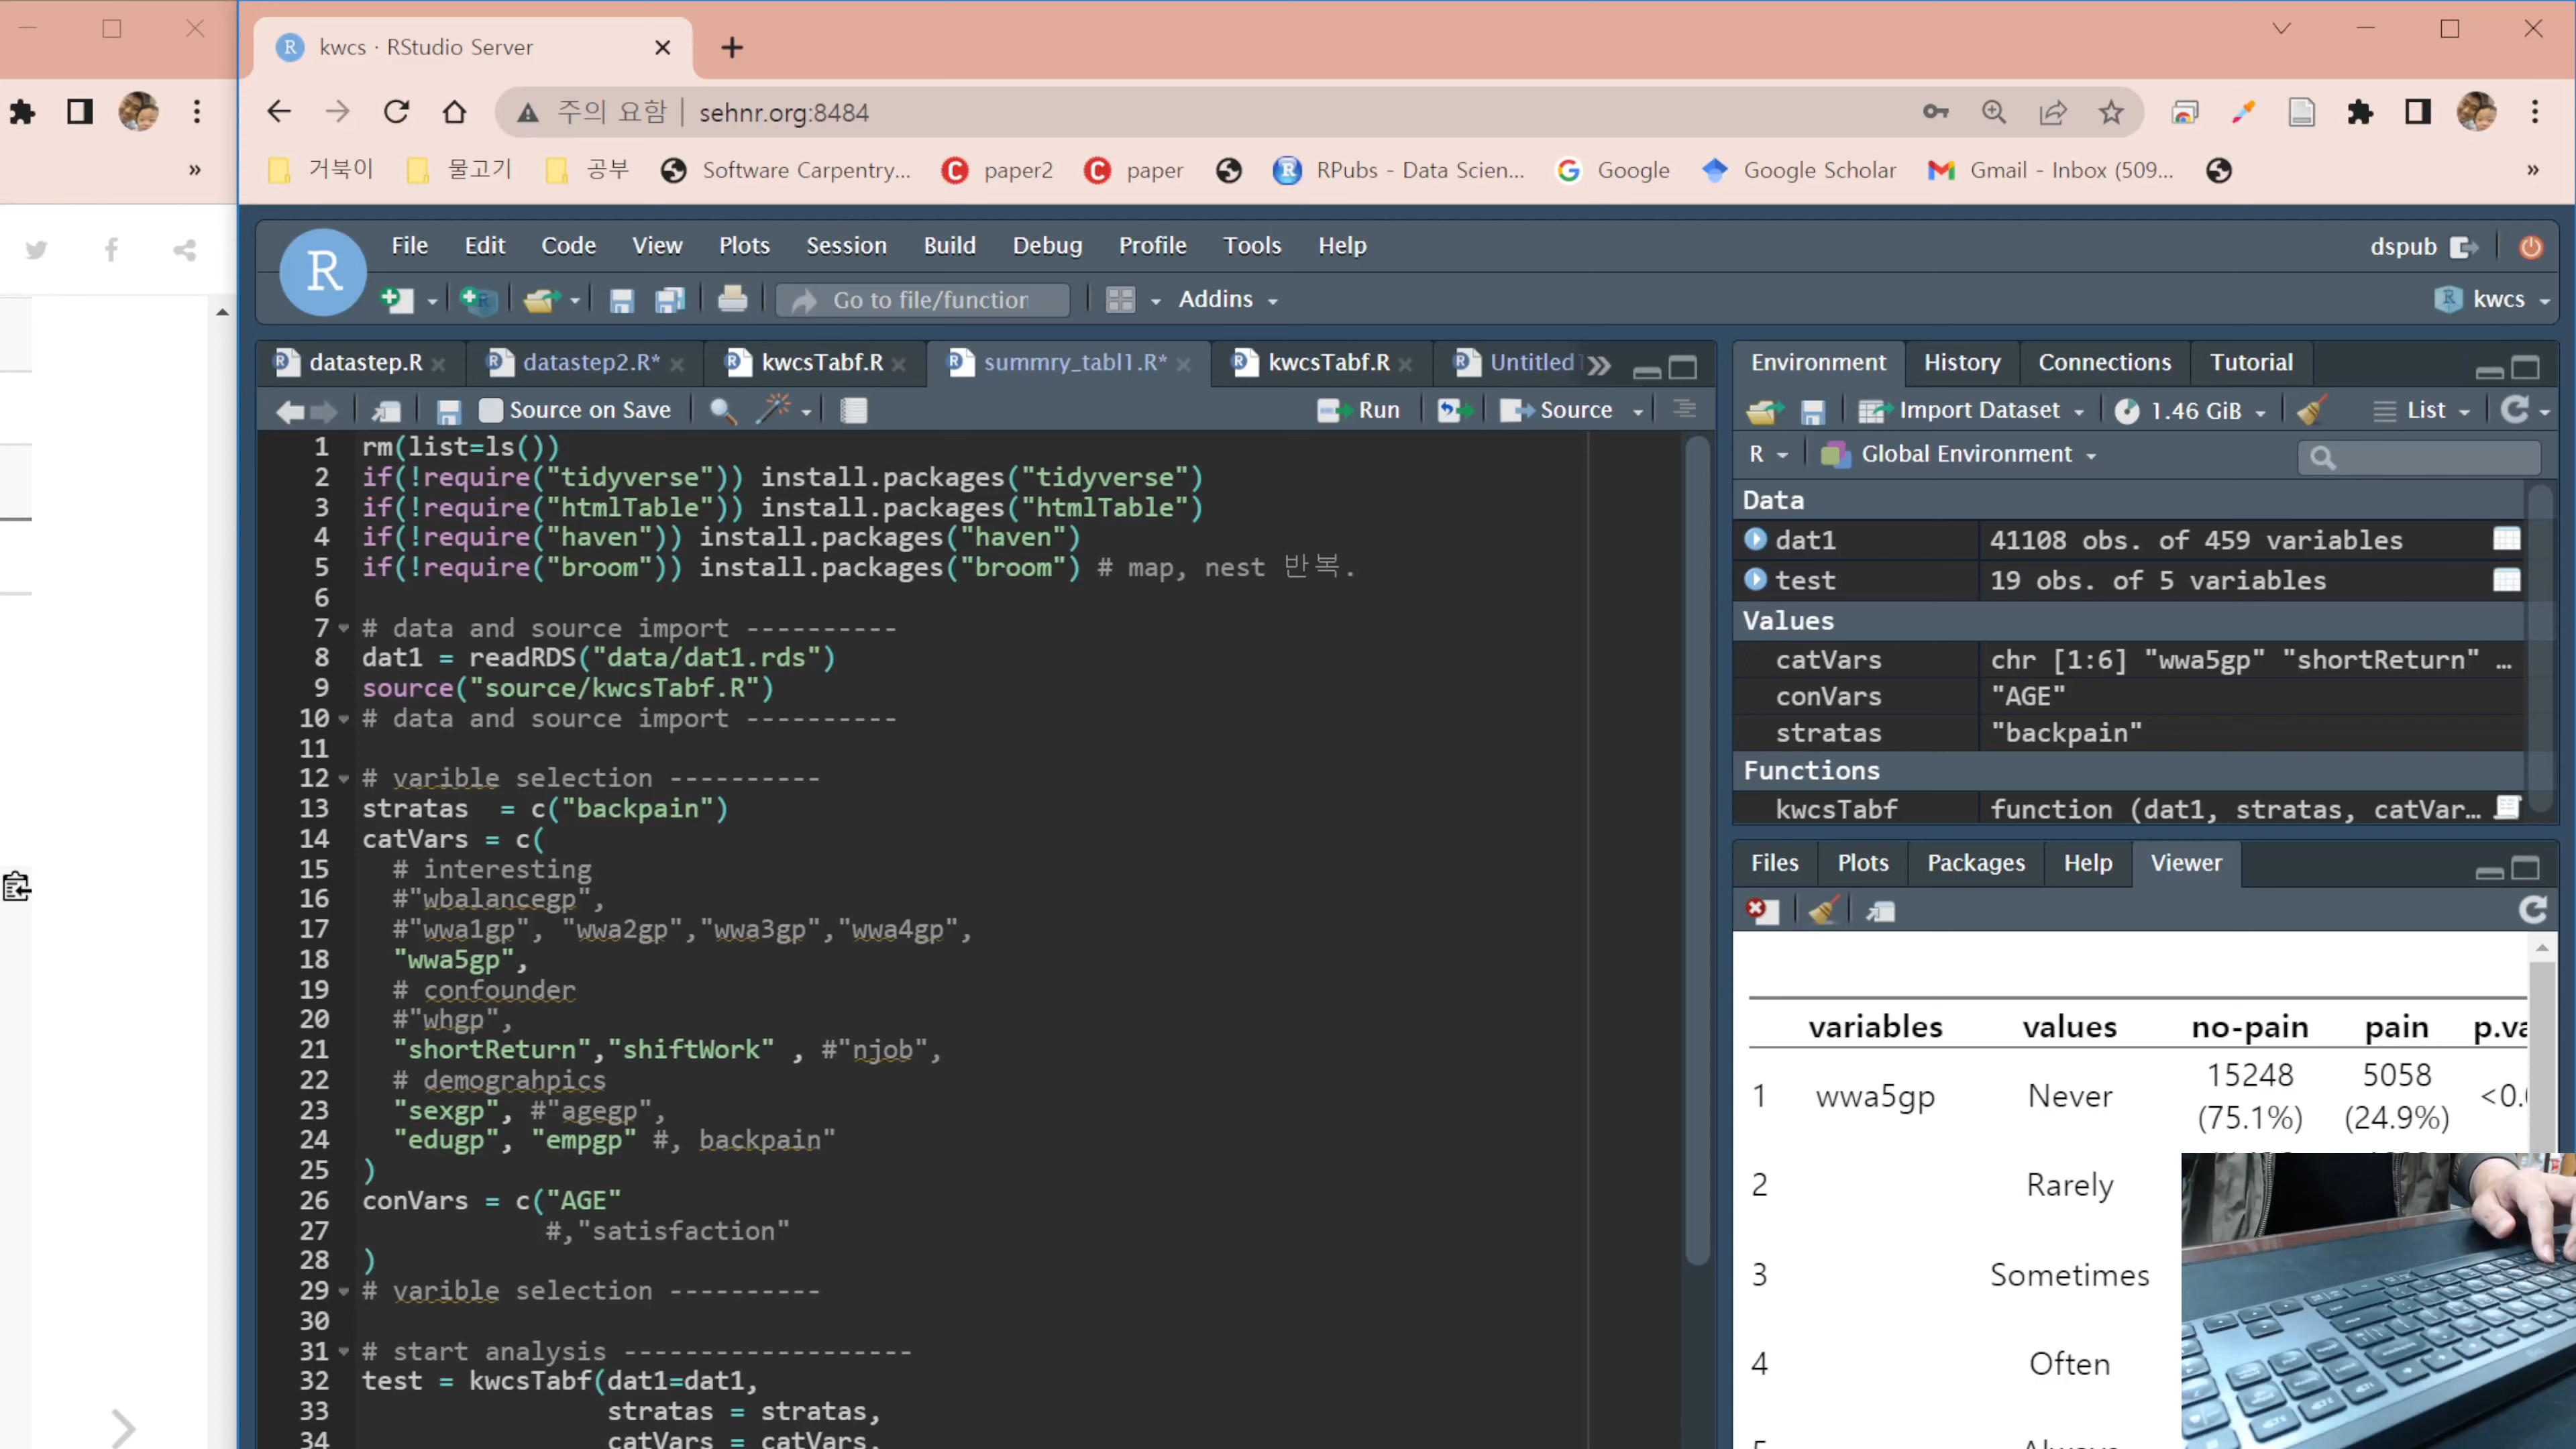 kwcs · RStudio Server
주의 요함 | sehnr.org:8484
거북이 물고기 공부 Software Carpentry... paper2 paper RPubs - Data Scien... Google Google Scholar Gmail - Inbox (509... »
»
R File Edit Code View Plots Session Build Debug Profile Tools Help dspub
Go to file/function Addins kwcs
datastep.R datastep2.R* kwcsTabf.R summry_tabl1.R* kwcsTabf.R Untitled
Source on Save Run Source
1 rm(list=ls())
2 if(!require("tidyverse")) install.packages("tidyverse")
3 if(!require("htmlTable")) install.packages("htmlTable")
4 if(!require("haven")) install.packages("haven")
5 if(!require("broom")) install.packages("broom") # map, nest 반복.
6
7 # data and source import ----------
8 dat1 = readRDS("data/dat1.rds")
9 source("source/kwcsTabf.R")
10 # data and source import ----------
11
12 # varible selection ----------
13 stratas  = c("backpain")
14 catVars = c(
15   # interesting
16   #"wbalancegp",
17   #"wwa1gp", "wwa2gp","wwa3gp","wwa4gp",
18   "wwa5gp",
19   # confounder
20   #"whgp",
21   "shortReturn","shiftWork" , #"njob",
22   # demograhpics
23   "sexgp", #"agegp",
24   "edugp", "empgp" #, backpain"
25 )
26 conVars = c("AGE"
27             #,"satisfaction"
28 )
29 # varible selection ----------
30
31 # start analysis -------------------
32 test = kwcsTabf(dat1=dat1,
33                 stratas = stratas,
34                 catVars = catVars,
Environment History Connections Tutorial
Import Dataset 1.46 GiB List
R Global Environment
Data
dat1 41108 obs. of 459 variables
test 19 obs. of 5 variables
Values
catVars chr [1:6] "wwa5gp" "shortReturn" …
conVars "AGE"
stratas "backpain"
Functions
kwcsTabf function (dat1, stratas, catVar…
Files Plots Packages Help Viewer
variables values no-pain pain p.va
1 wwa5gp Never 15248 (75.1%) 5058 (24.9%) <0.
2 Rarely
3 Sometimes
4 Often